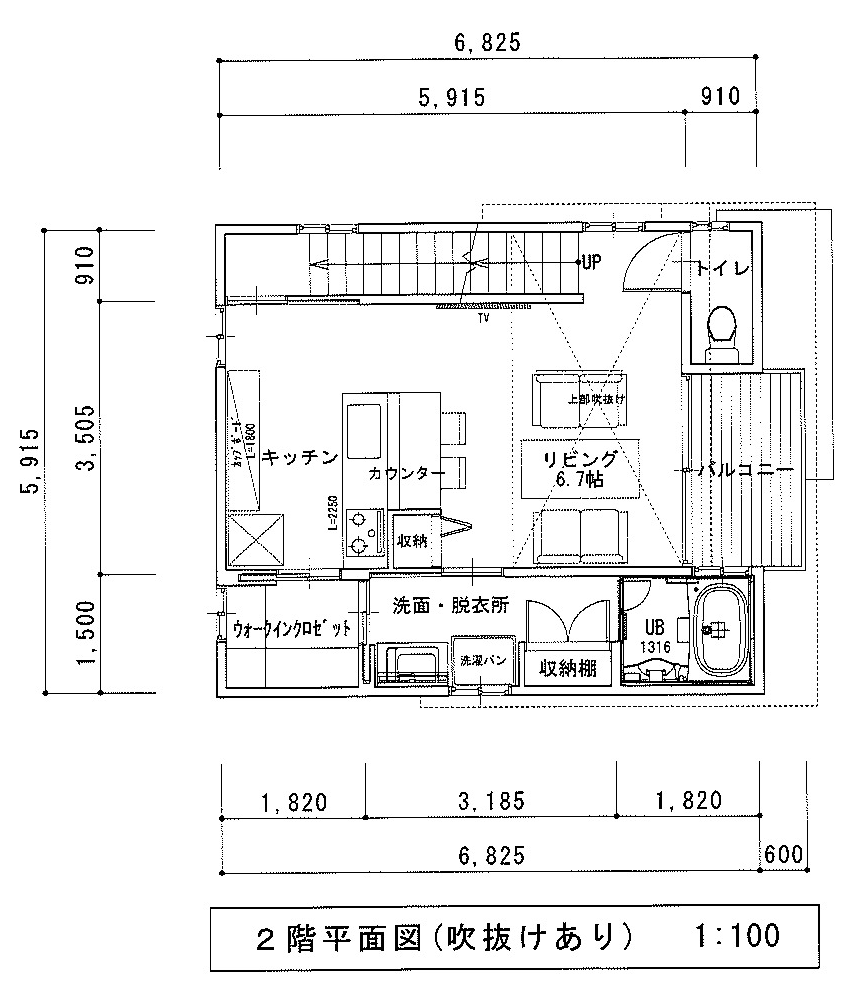 6,825
5,915
910
910
3,505
5,915
1,500
UP
トイレ
TV
上部吹抜け
カップボード
L=1800
キッチン
カウンター
リビング
6.7帖
バルコニー
L=2250
収納
ウォークインクロゼット
洗面・脱衣所
洗濯パン
収納棚
UB
1316
1,820
3,185
1,820
6,825
600
2階平面図(吹抜けあり) 1:100